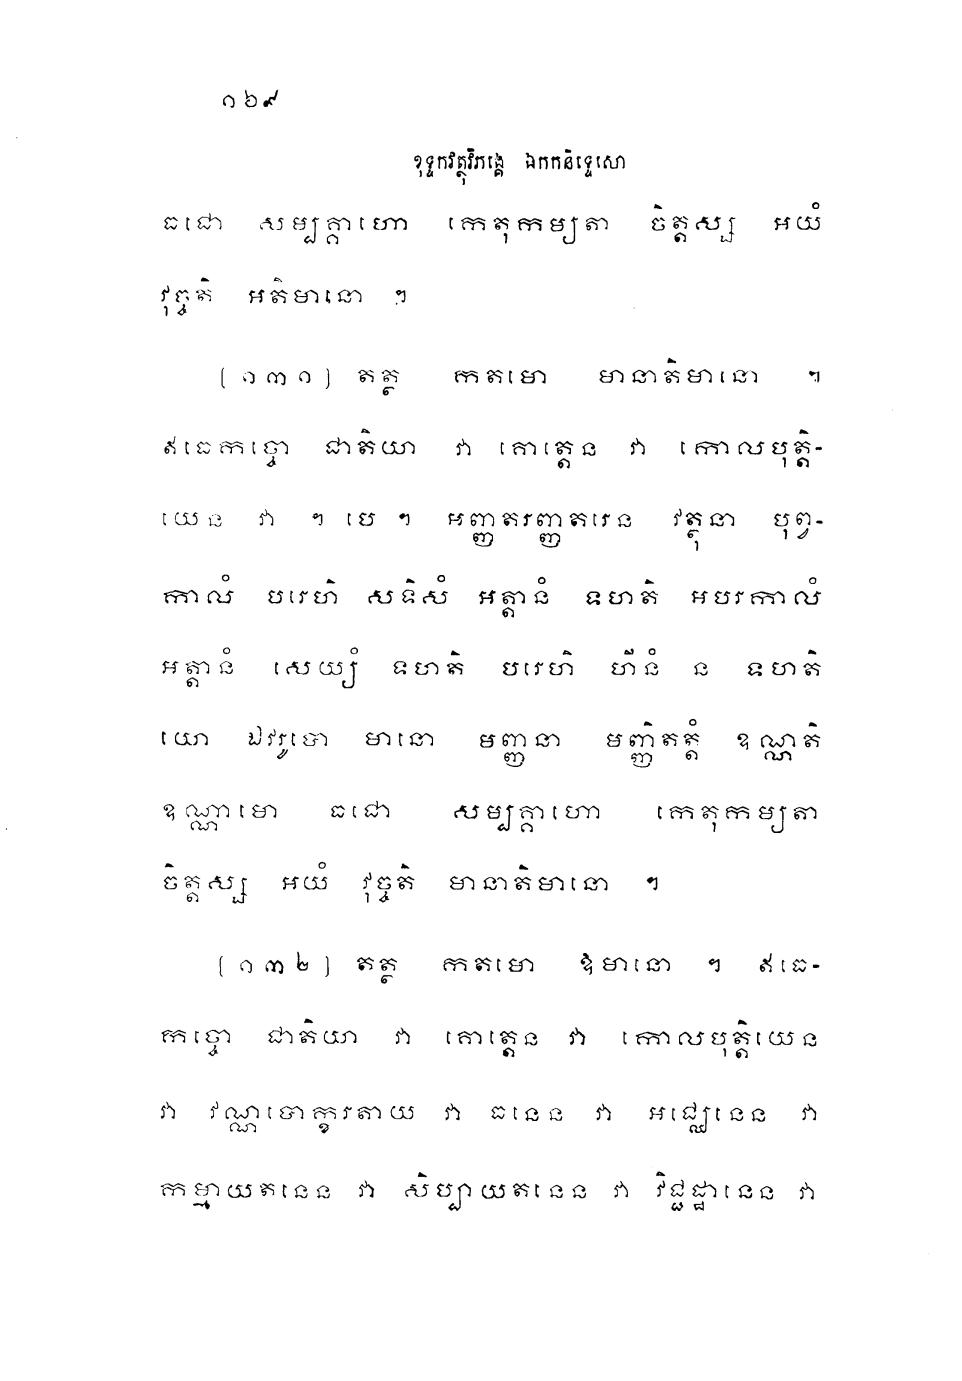 ១៦៩
ខុទ្ទកវត្ថុវិភង្គេ ឯកកនិទ្ទេសោ
ធជោ សម្បគ្គាហោ កេតុកម្យតា ចិត្តស្ស អយំ
វុច្ចតិ អតិមានោ ។
(១៣១) តត្ថ កតមោ មានាតិមានោ ។
ឥធេកច្ចោ ជាតិយា វា គោត្តេន វា កោលបុត្តិ-
យេន វា ។ បេ ។ អញ្ញតរញ្ញតរេន វត្ថុនា បុព្វ-
កាលំ បរេហិ សទិសំ អត្តានំ ទហតិ អបរកាលំ
អត្តានំ សេយ្យំ ទហតិ បរេហិ ហីនំ ន ទហតិ
យោ ឯវរូបោ មានោ មញ្ញនា មញ្ញិតត្តំ ឧណ្ណតិ
ឧណ្ណាមោ ធជោ សម្បគ្គាហោ កេតុកម្យតា
ចិត្តស្ស អយំ វុច្ចតិ មានាតិមានោ ។
(១៣២) តត្ថ កតមោ ឱមានោ ។ ឥធេ-
កច្ចោ ជាតិយា វា គោត្តេន វា កោលបុត្តិយេន
វា វណ្ណបោក្ខរតាយ វា ធនេន វា អជ្ឈេនេន វា
កម្មាយតនេន វា សិប្បាយតនេន វា វិជ្ជដ្ឋានេន វា